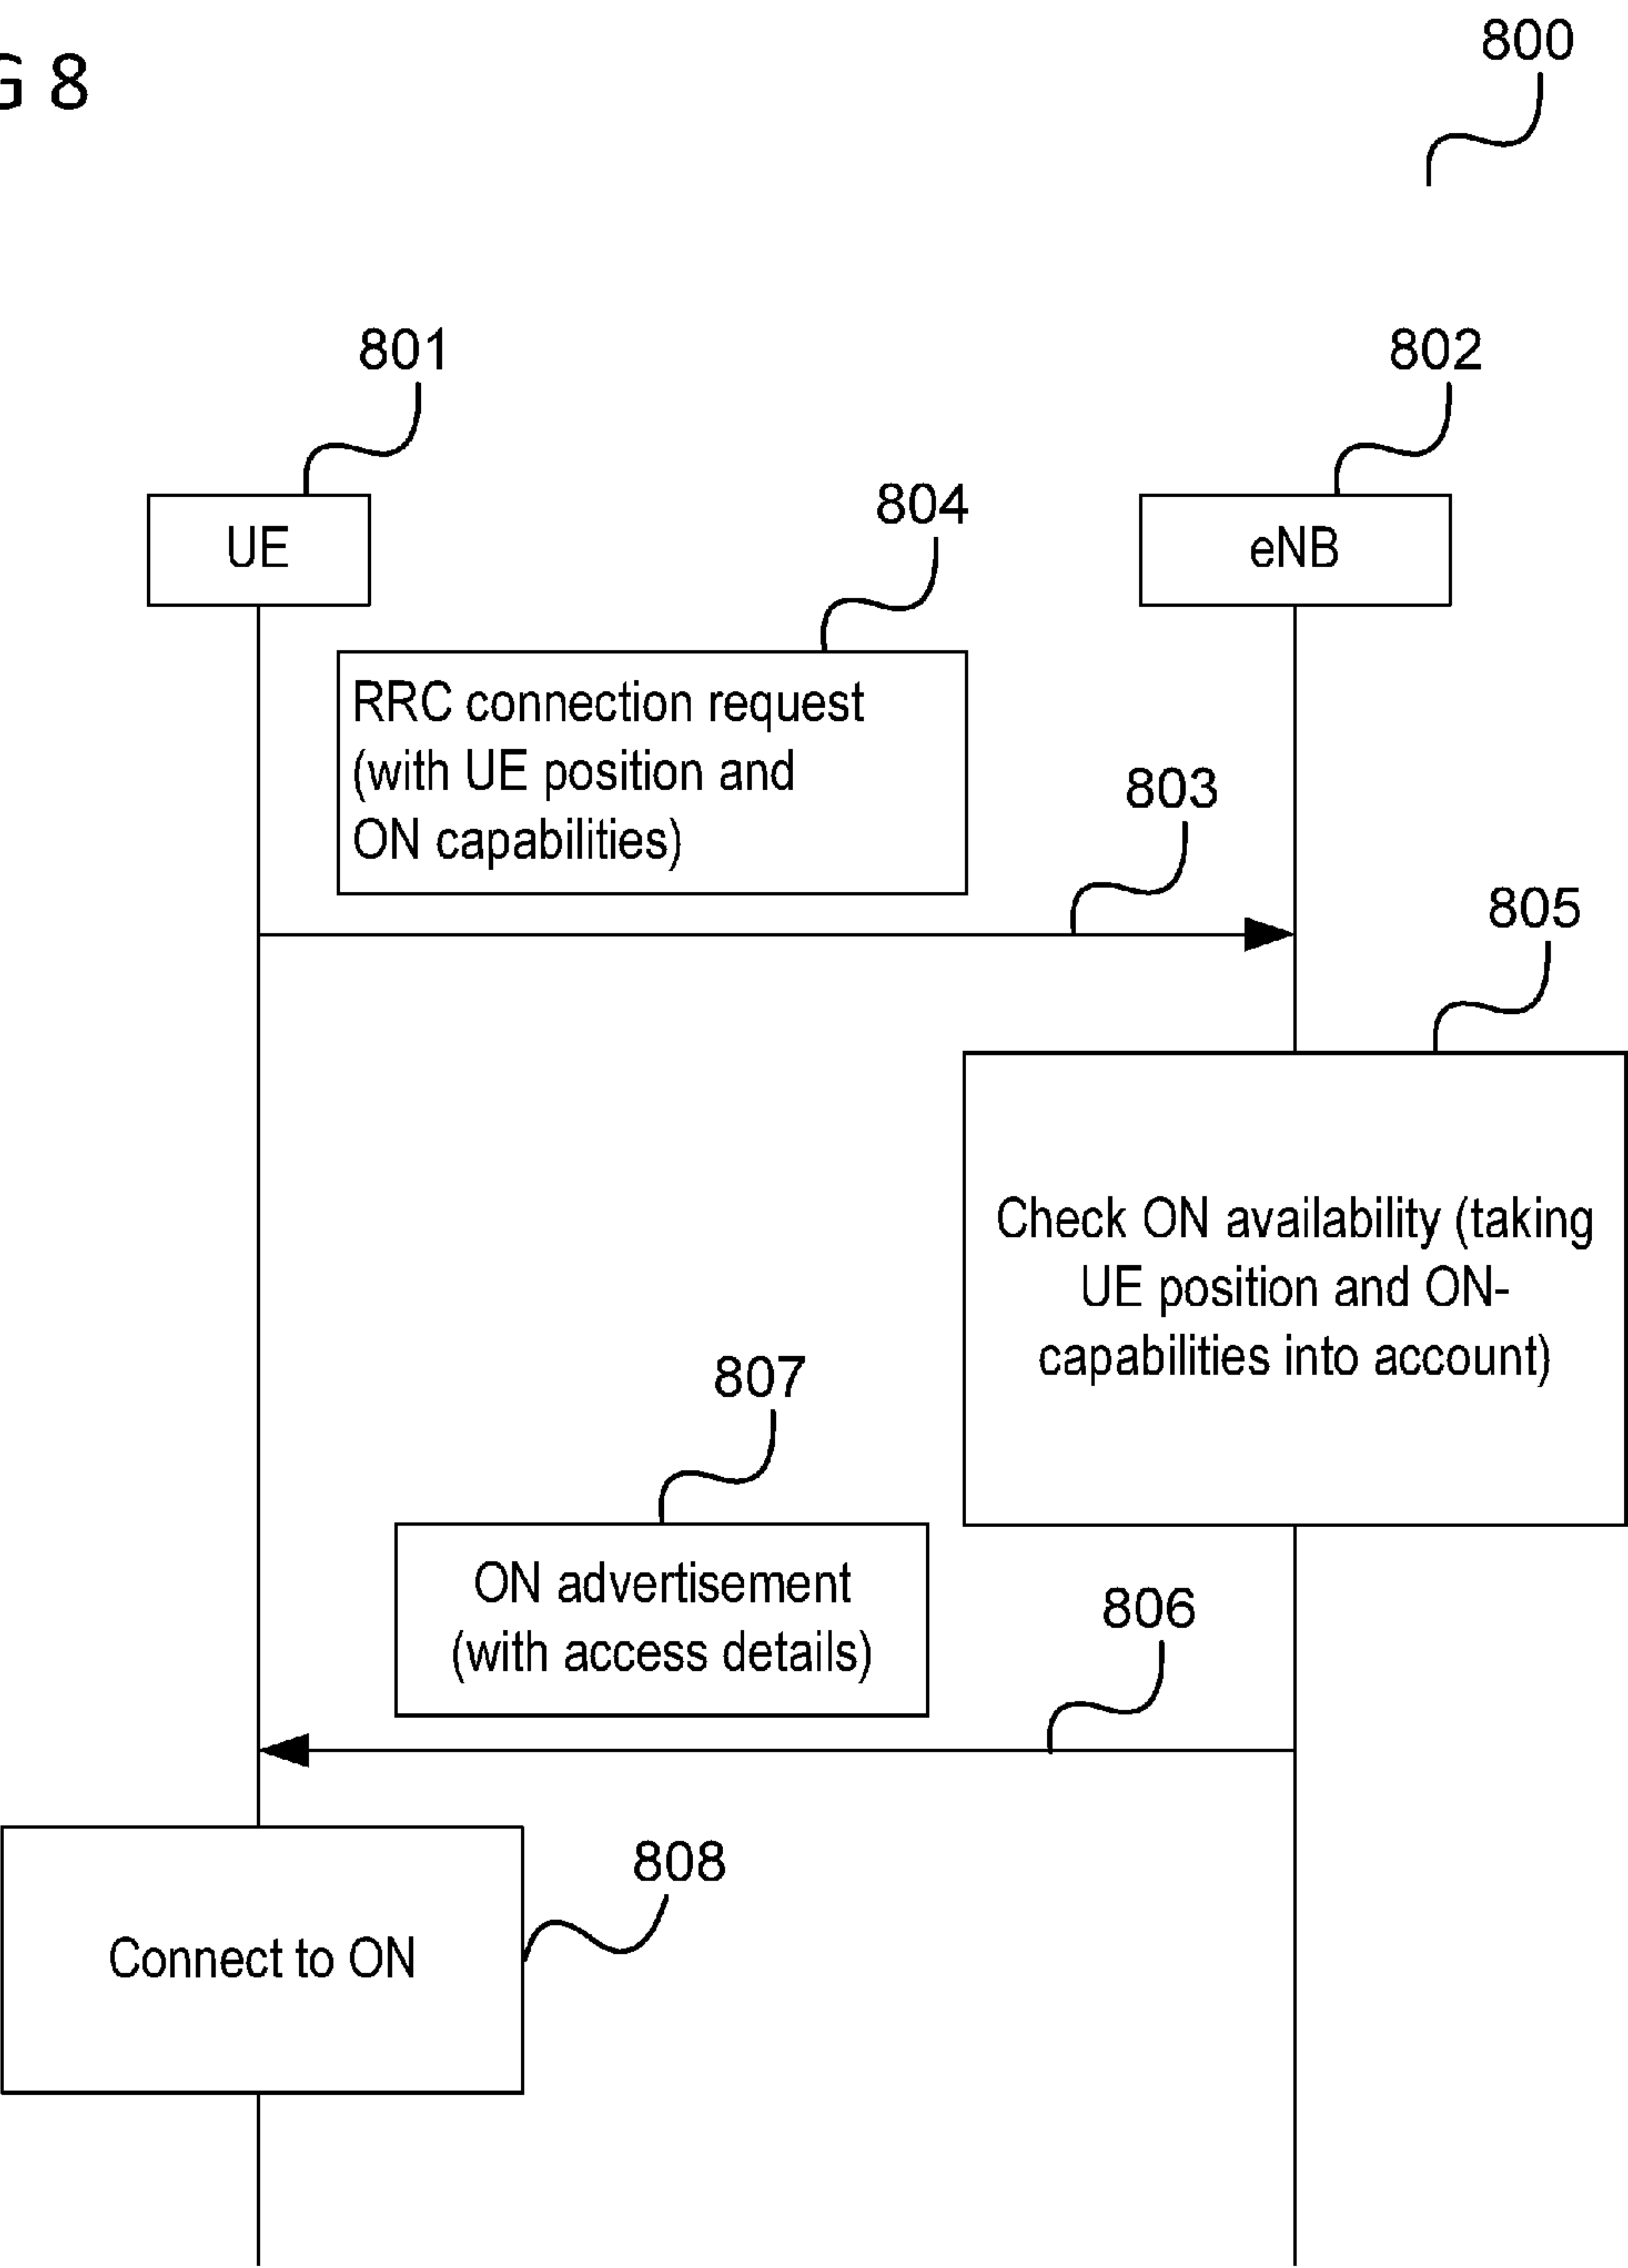 G 8
800
801
802
UE
eNB
804
RRC connection request
(with UE position and
ON capabilities)
803
805
Check ON availability (taking
UE position and ON-
capabilities into account)
807
ON advertisement
(with access details)
806
808
Connect to ON